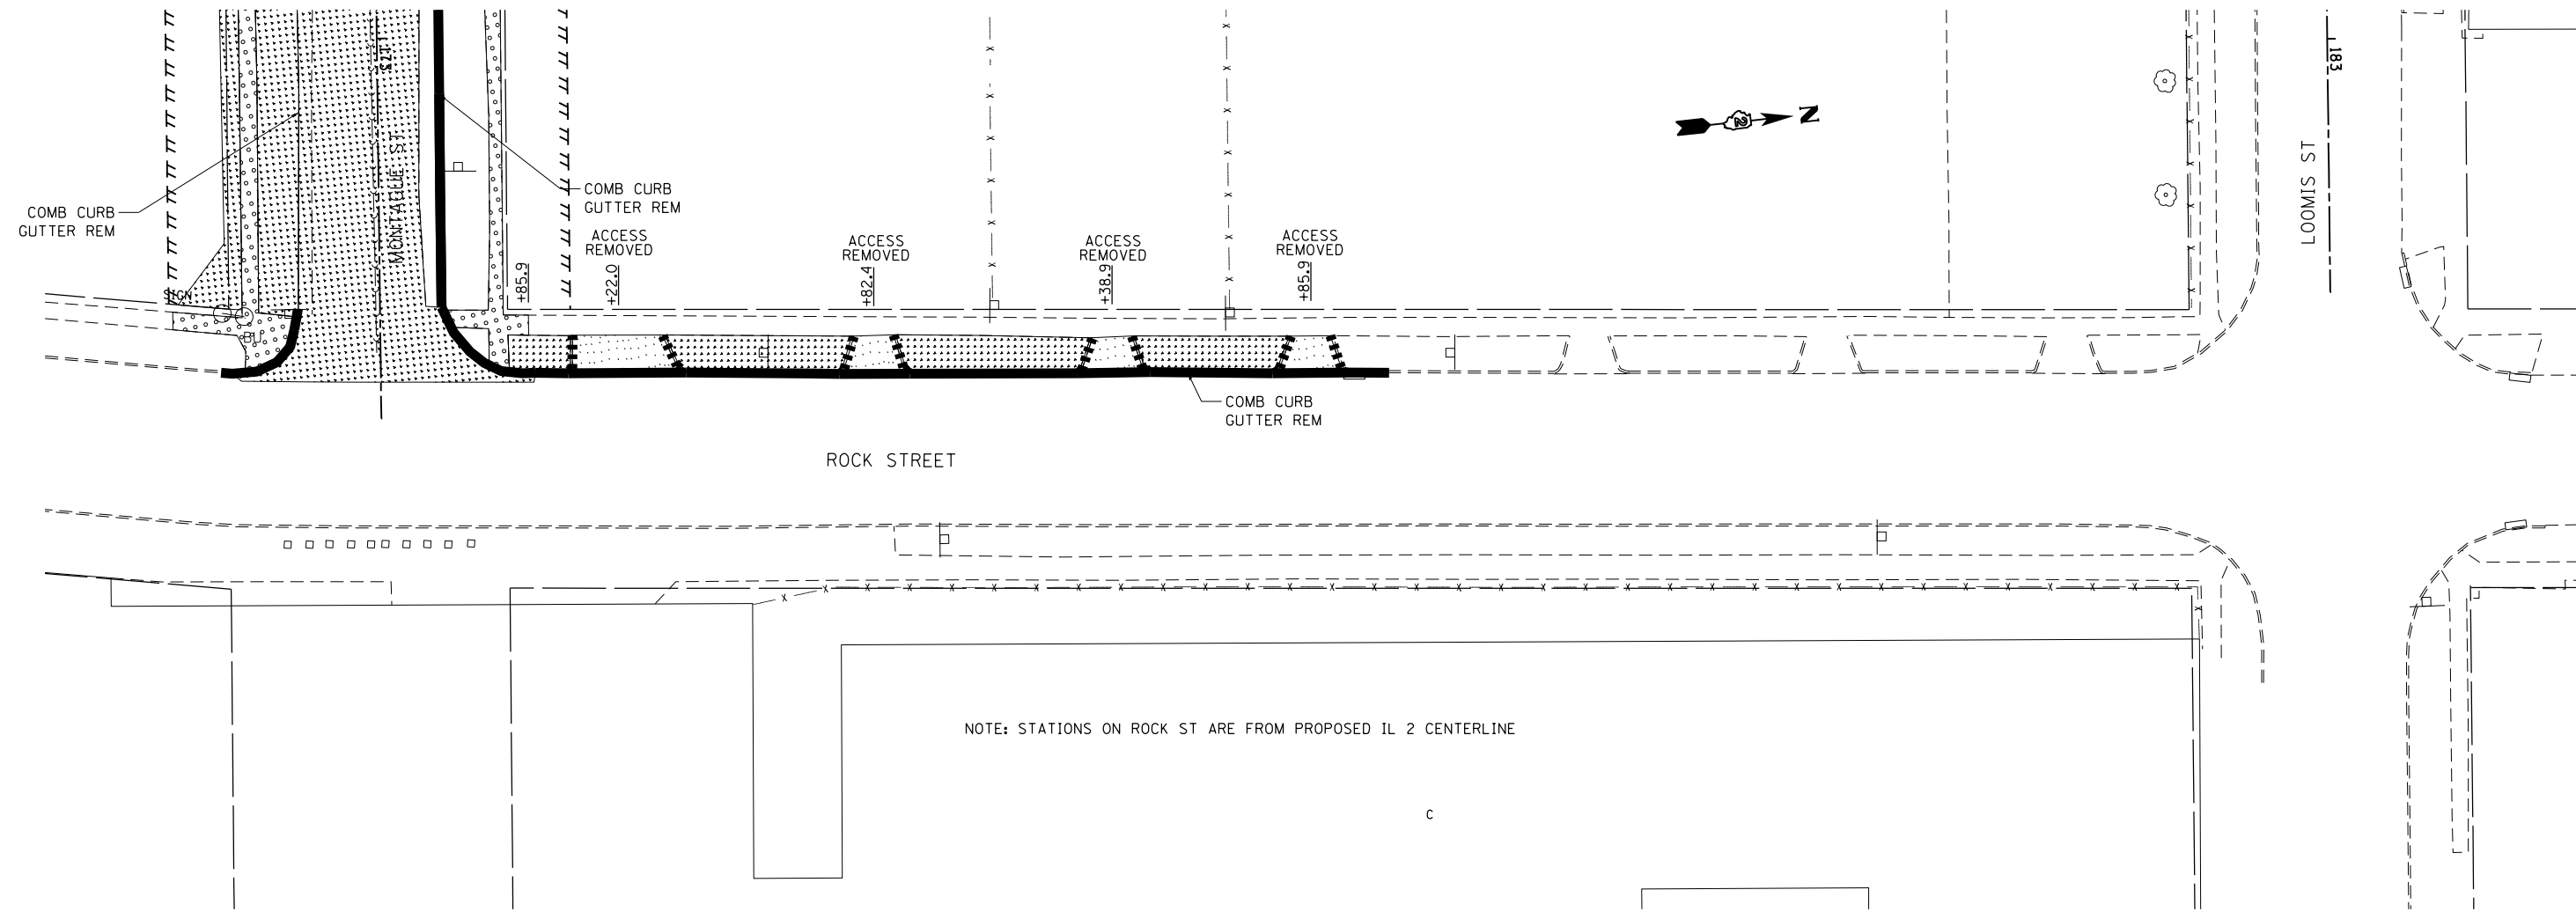 183
N
2
MONTAGUE ST
LOOMIS ST
COMB CURB
GUTTER REM
COMB CURB
GUTTER REM
ACCESS
REMOVED
ACCESS
REMOVED
ACCESS
REMOVED
ACCESS
REMOVED
+85.9
+22.0
+82.4
+38.9
+85.9
SIGN
COMB CURB
GUTTER REM
ROCK STREET
NOTE: STATIONS ON ROCK ST ARE FROM PROPOSED IL 2 CENTERLINE
C